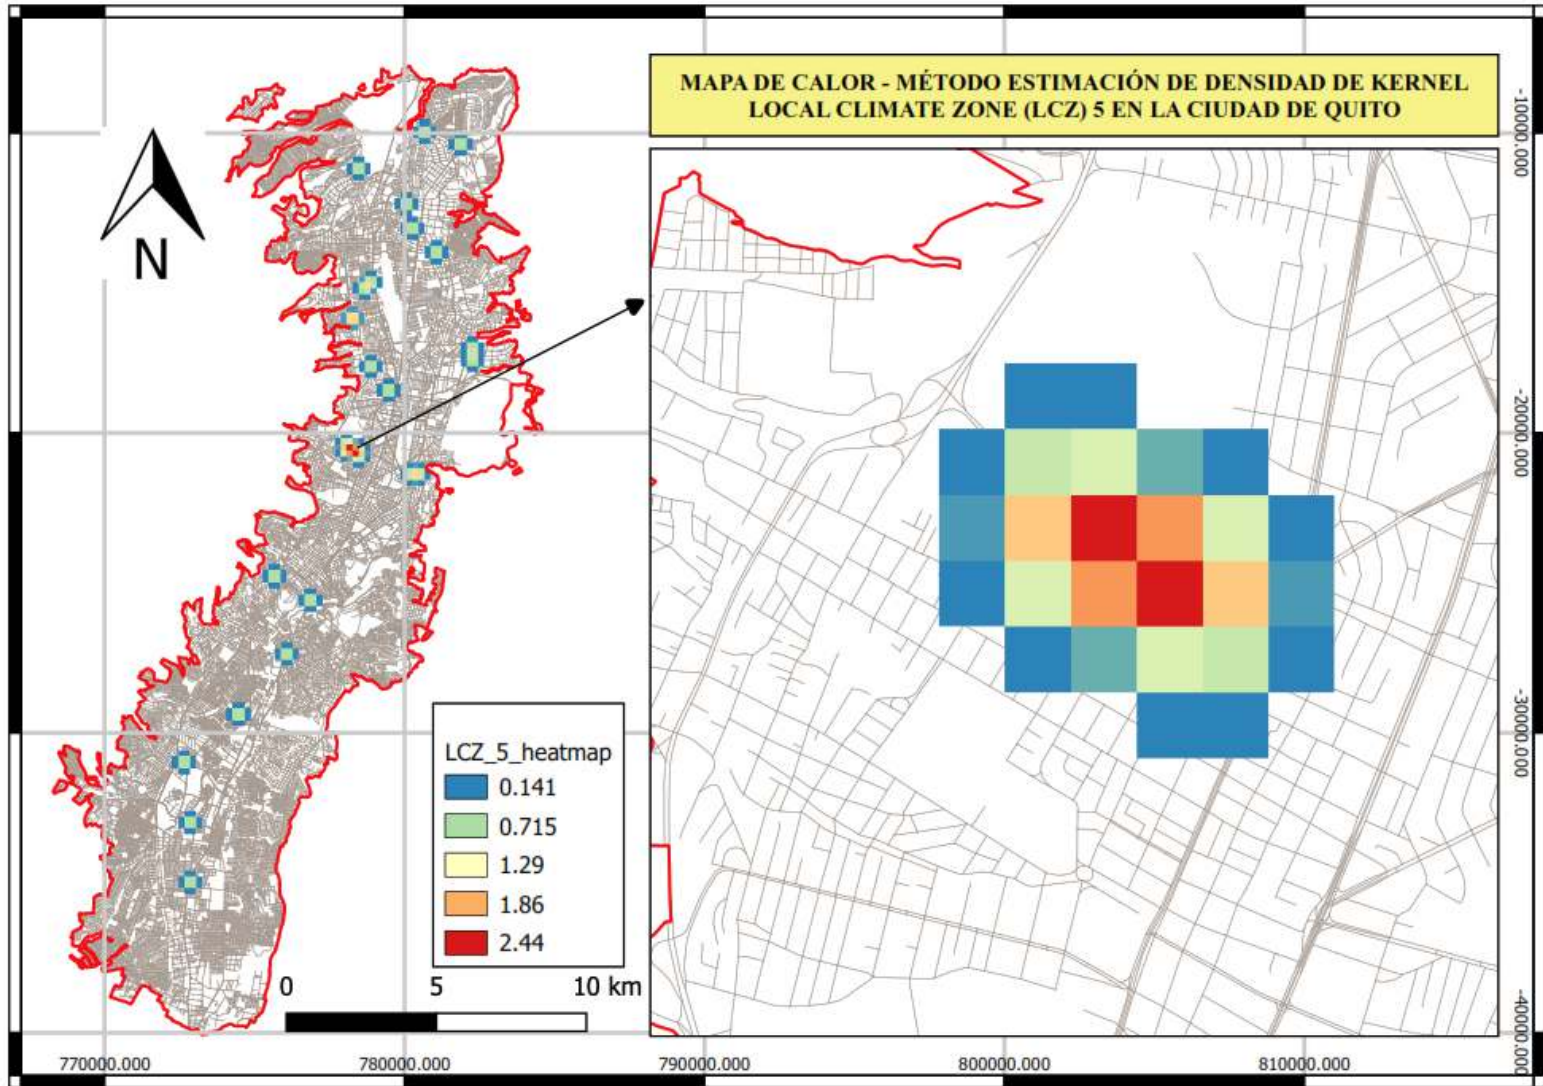 MAPA DE CALOR - MÉTODO ESTIMACIÓN DE DENSIDAD DE KERNEL
LOCAL CLIMATE ZONE (LCZ) 5 EN LA CIUDAD DE QUITO
N
LCZ_5_heatmap
0.141
0.715
1.29
1.86
2.44
0 5 10 km
-10000.000
-20000.000
-30000.000
-40000.000
770000.000 780000.000 790000.000 800000.000 810000.000